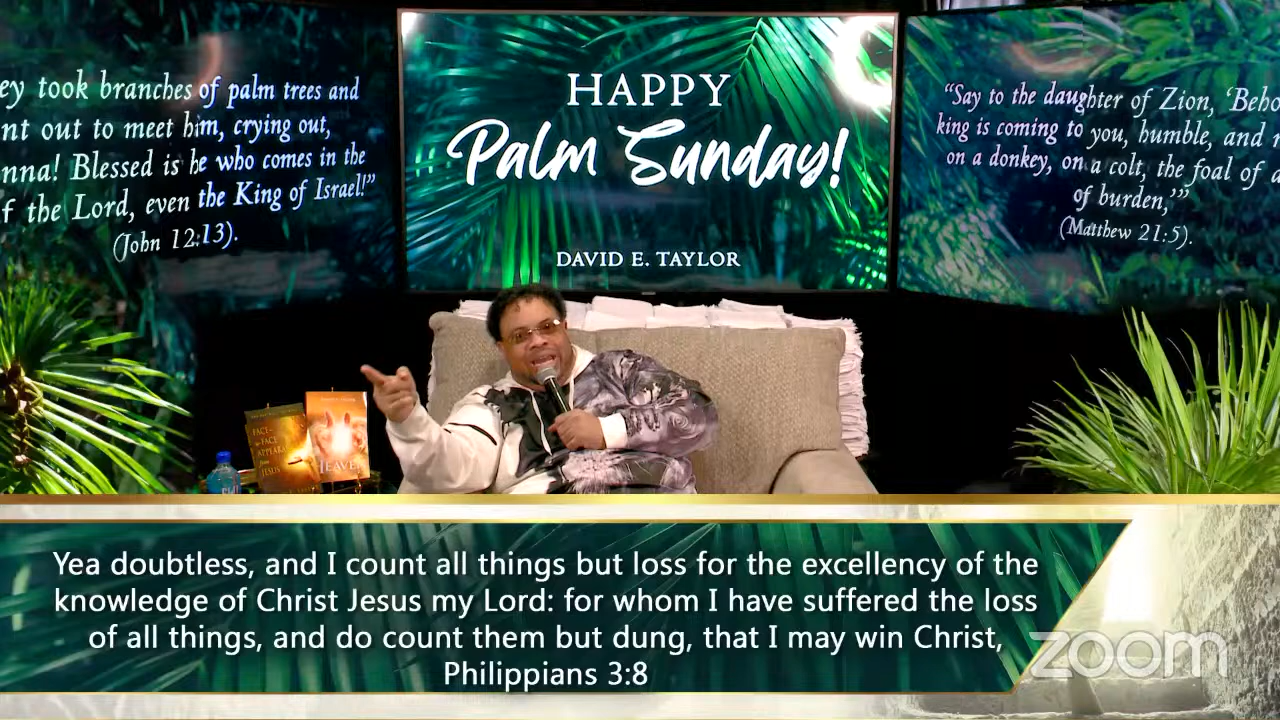 ey took branches of palm trees and
nt out to meet him, crying out,
nna! Blessed is he who comes in the
f the Lord, even the King of Israel!”
(John 12:13).
HAPPY
Palm Sunday!
DAVID E. TAYLOR
“Say to the daughter of Zion, ‘Beho
king is coming to you, humble, and
on a donkey, on a colt, the foal of a
of burden,’”
(Matthew 21:5).
FACE
to FACE
from
JESUS
Yea doubtless, and I count all things but loss for the excellency of the
knowledge of Christ Jesus my Lord: for whom I have suffered the loss
of all things, and do count them but dung, that I may win Christ,
Philippians 3:8
zoom